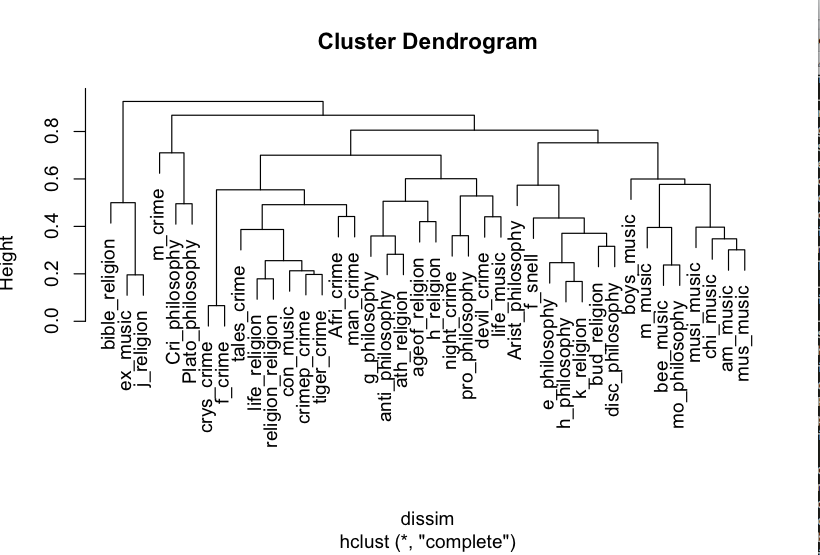 Cluster Dendrogram
Height
0.0
0.2
0.4
0.6
0.8
bible_religion
ex_music
j_religion
m_crime
Cri_philosophy
Plato_philosophy
crys_crime
f_crime
tales_crime
life_religion
religion_religion
con_music
crimep_crime
tiger_crime
Afri_crime
man_crime
g_philosophy
anti_philosophy
ath_religion
ageof_religion
h_religion
night_crime
pro_philosophy
devil_crime
life_music
Arist_philosophy
f_snell
e_philosophy
h_philosophy
k_religion
bud_religion
disc_philosophy
boys_music
m_music
bee_music
mo_philosophy
musi_music
chi_music
am_music
mus_music
dissim
hclust (*, "complete")